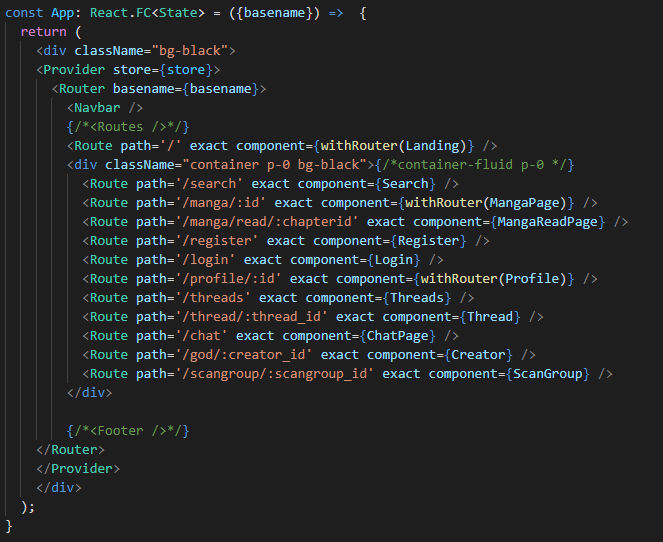 const App: React.FC<State> = ({basename}) =>  {
  return (
    <div className="bg-black">
    <Provider store={store}>
      <Router basename={basename}>
        <Navbar />
        {/*<Routes />*/}
        <Route path='/' exact component={withRouter(Landing)} />
        <div className="container p-0 bg-black">{/*container-fluid p-0 */}
          <Route path='/search' exact component={Search} />
          <Route path='/manga/:id' exact component={withRouter(MangaPage)} />
          <Route path='/manga/read/:chapterid' exact component={MangaReadPage} />
          <Route path='/register' exact component={Register} />
          <Route path='/login' exact component={Login} />
          <Route path='/profile/:id' exact component={withRouter(Profile)} />
          <Route path='/threads' exact component={Threads} />
          <Route path='/thread/:thread_id' exact component={Thread} />
          <Route path='/chat' exact component={ChatPage} />
          <Route path='/god/:creator_id' exact component={Creator} />
          <Route path='/scangroup/:scangroup_id' exact component={ScanGroup} />
        </div>

        {/*<Footer />*/}
    </Router>
    </Provider>
    </div>
  );
}